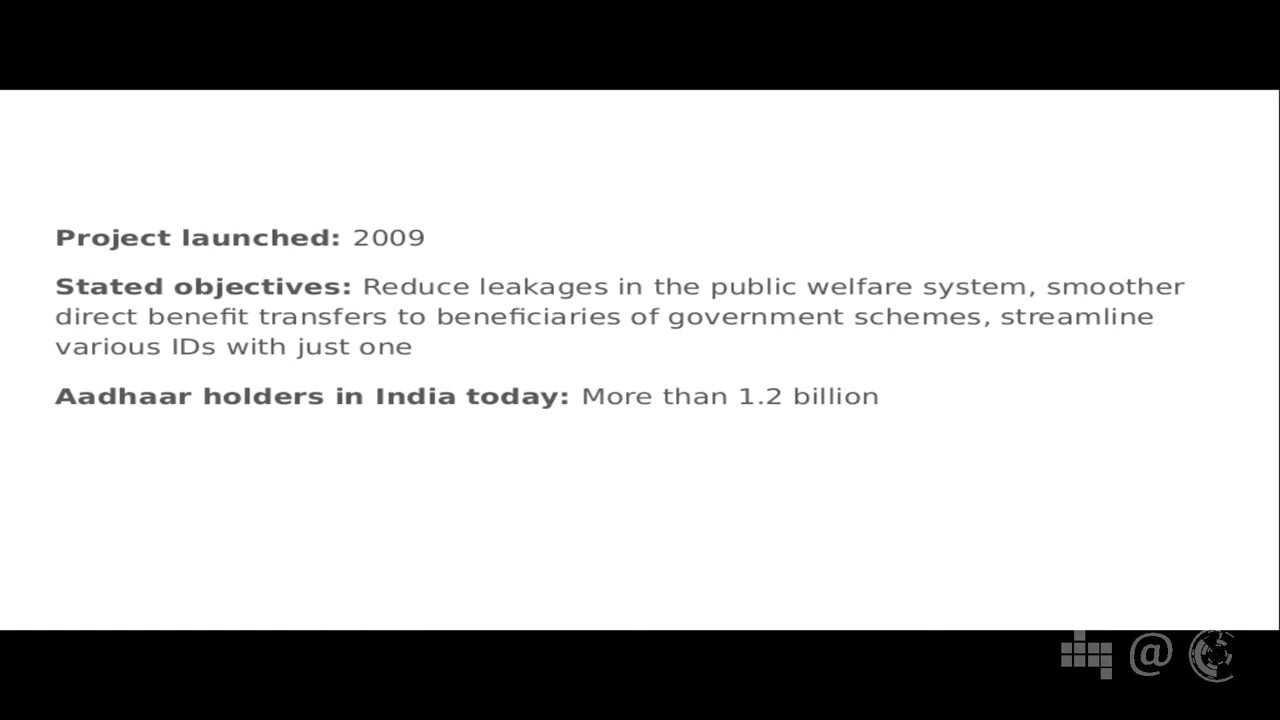 Project launched: 2009
Stated objectives: Reduce leakages in the public welfare system, smoother
direct benefit transfers to beneficiaries of government schemes, streamline
various IDs with just one
Aadhaar holders in India today: More than 1.2 billion
@